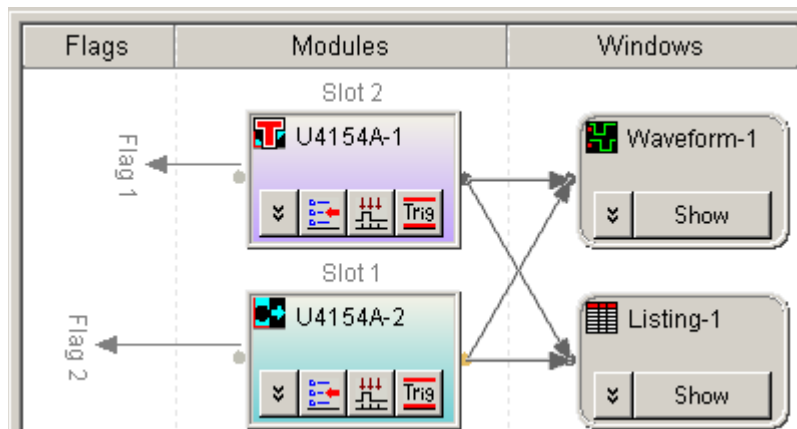 Flags Modules Windows
Slot 2
Flag 1
U4154A-1
Trig
Waveform-1
Show
Slot 1
Flag 2
U4154A-2
Trig
Listing-1
Show